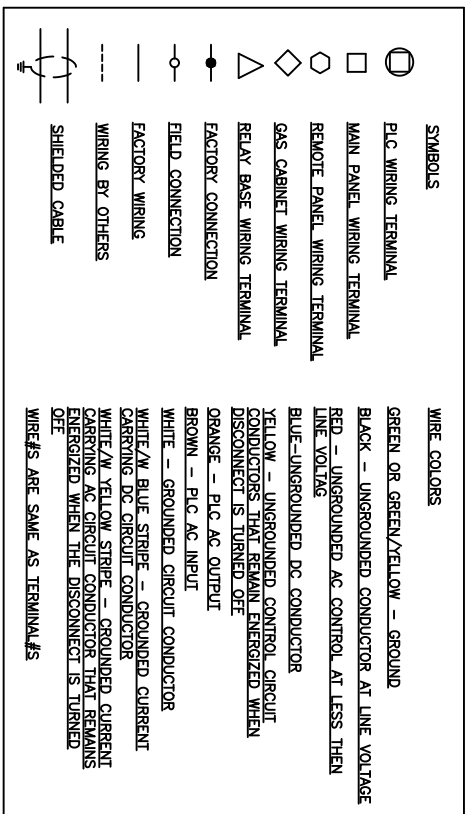 SYMBOLS
PLC WIRING TERMINAL
MAIN PANEL WIRING TERMINAL
REMOTE PANEL WIRING TERMINAL
GAS CABINET WIRING TERMINAL
RELAY BASE WIRING TERMINAL
FACTORY CONNECTION
FIELD CONNECTION
FACTORY WIRING
WIRING BY OTHERS
SHIELDED CABLE
WIRE COLORS
GREEN OR GREEN/YELLOW – GROUND
BLACK – UNGROUNDED CONDUCTOR AT LINE VOLTAGE
RED – UNGROUNDED AC CONTROL AT LESS THEN
LINE VOLTAG
BLUE–UNGROUNDED DC CONDUCTOR
YELLOW – UNGROUNDED CONTROL CIRCUIT
CONDUCTORS THAT REMAIN ENERGIZED WHEN
DISCONNECT IS TURNED OFF
ORANGE – PLC AC OUTPUT
BROWN – PLC AC INPUT
WHITE – GROUNDED CIRCUIT CONDUCTOR
WHITE/W BLUE STRIPE – GROUNDED CURRENT
CARRYING DC CIRCUIT CONDUCTOR
WHITE/W YELLOW STRIPE – GROUNDED CURRENT
CARRYING AC CIRCUIT CONDUCTOR THAT REMAINS
ENERGIZED WHEN THE DISCONNECT IS TURNED
OFF
WIRE#S ARE SAME AS TERMINAL#S